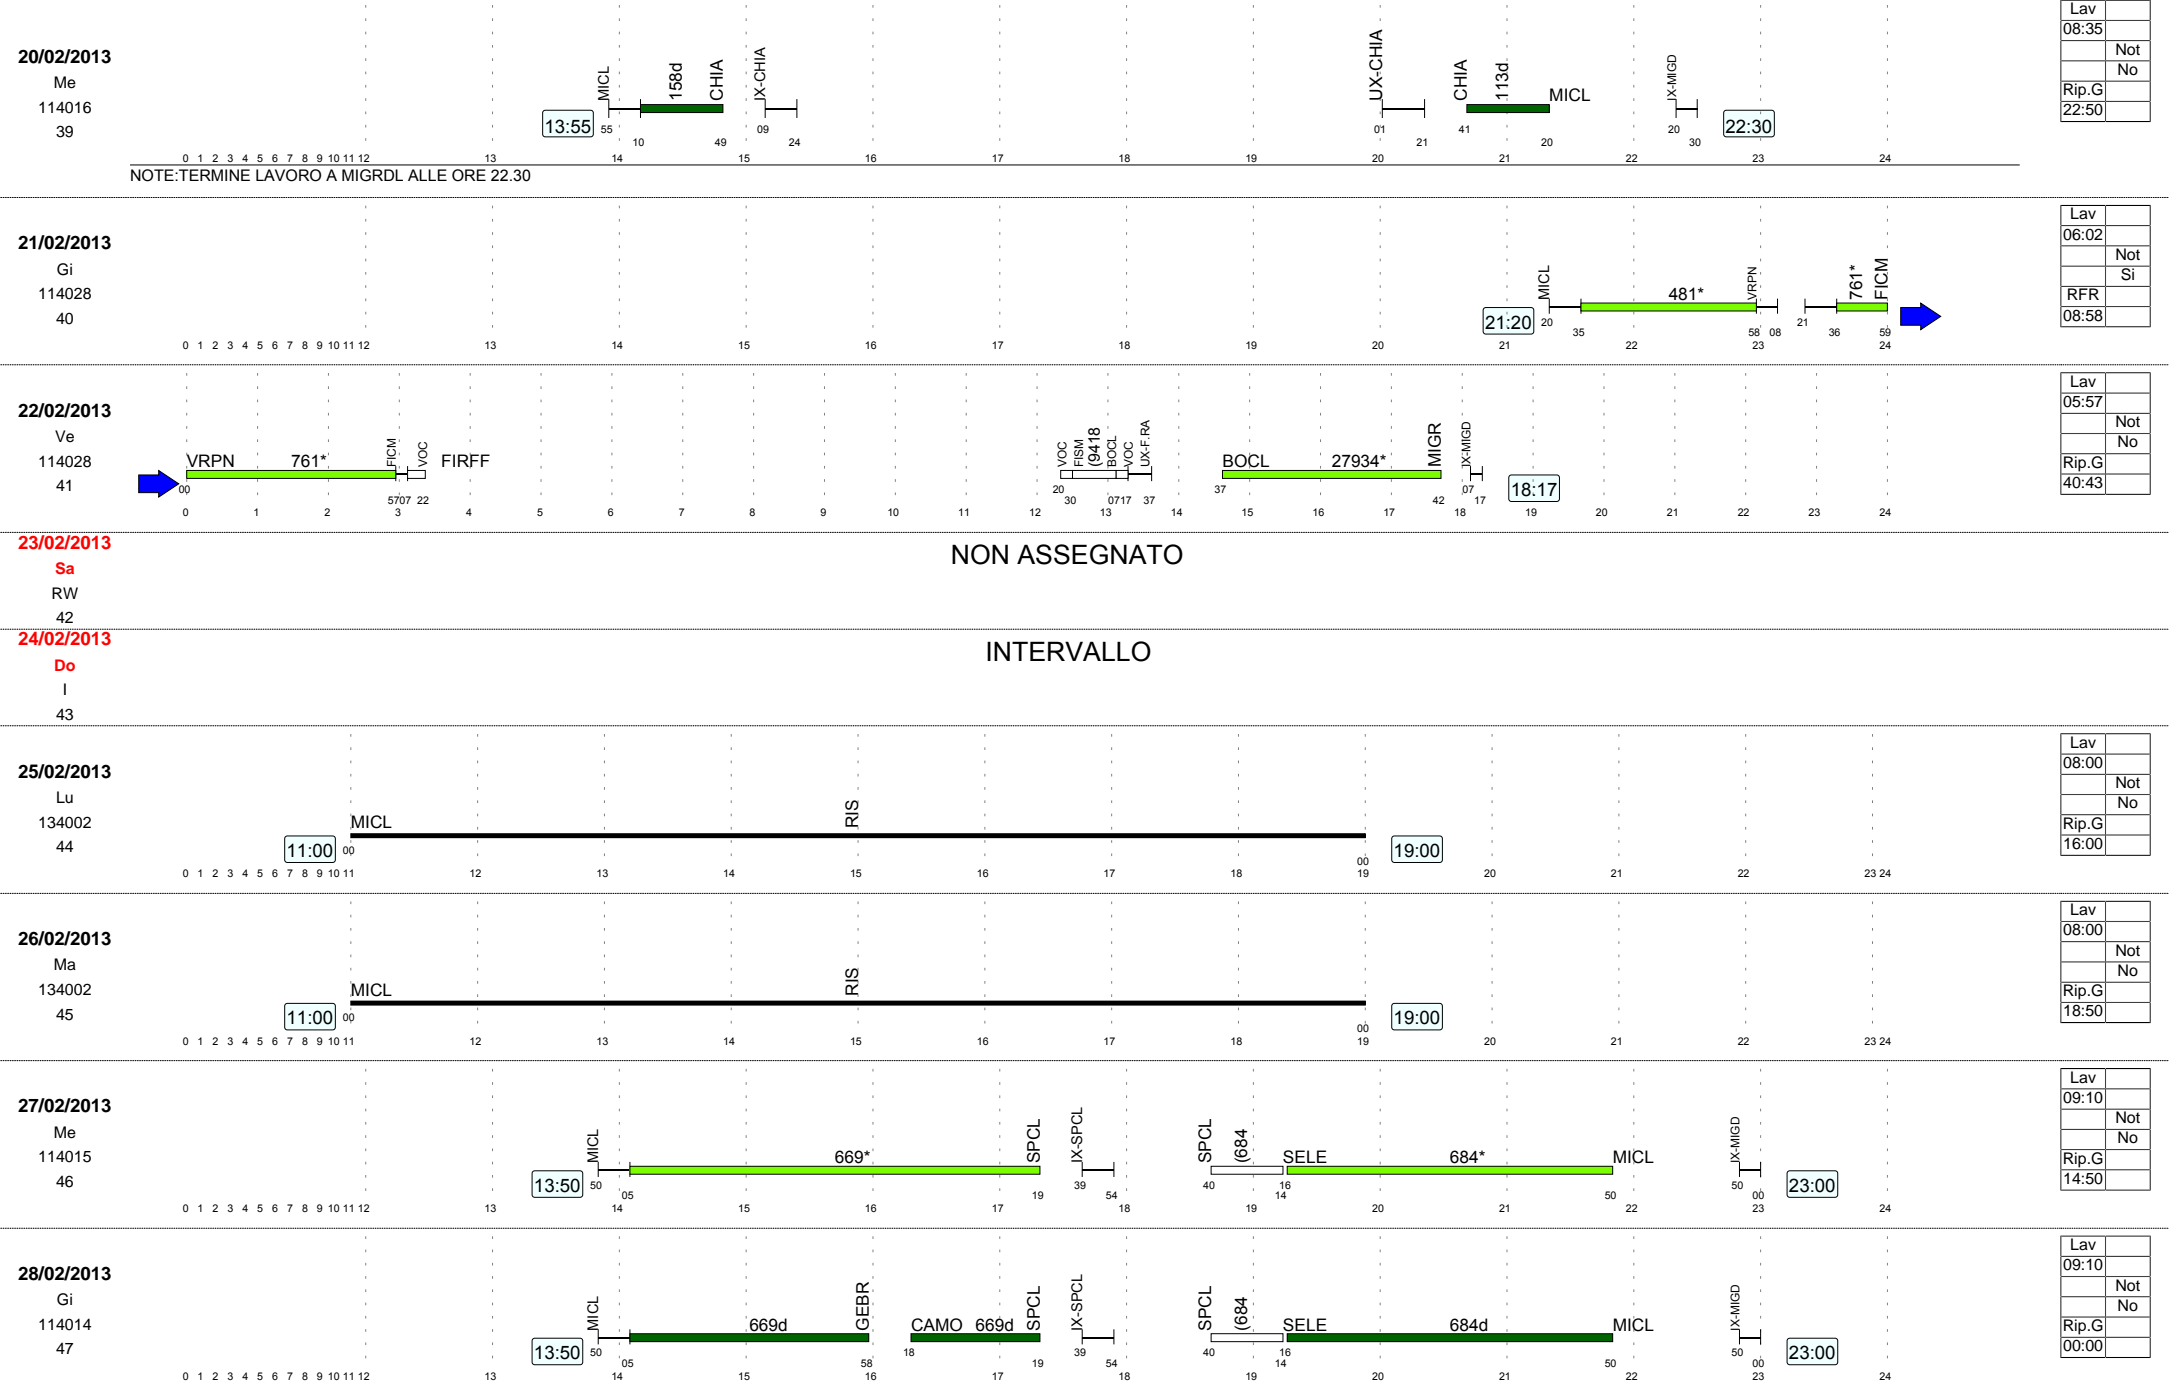 20/02/2013
Me
114016
39
13:55
MICL 158d CHIA IX-CHIA UX-CHIA CHIA 113d MICL IX-MIGD
55 10 49 09 24 01 21 41 20 20 30
22:30
0 1 2 3 4 5 6 7 8 9 10 11 12 13 14 15 16 17 18 19 20 21 22 23 24
Lav
08:35
Not
No
Rip.G
22:50
NOTE:TERMINE LAVORO A MIGRDL ALLE ORE 22.30
21/02/2013
Gi
114028
40
21:20
MICL 481* VRPN 761* FICM
20 35 58 08 21 36 59
0 1 2 3 4 5 6 7 8 9 10 11 12 13 14 15 16 17 18 19 20 21 22 23 24
Lav
06:02
Not
Si
RFR
08:58
22/02/2013
Ve
114028
41
VRPN 761* FICM VOC FIRFF VOC FISM (9418 BOCL VOC UX-F.RA BOCL 27934* MIGR IX-MIGD
00 57 07 22 20 30 07 17 37 37 42 07 17
18:17
0 1 2 3 4 5 6 7 8 9 10 11 12 13 14 15 16 17 18 19 20 21 22 23 24
Lav
05:57
Not
No
Rip.G
40:43
23/02/2013
Sa
RW
42
NON ASSEGNATO
24/02/2013
Do
I
43
INTERVALLO
25/02/2013
Lu
134002
44
11:00
MICL RIS
00 00
19:00
0 1 2 3 4 5 6 7 8 9 10 11 12 13 14 15 16 17 18 19 20 21 22 23 24
Lav
08:00
Not
No
Rip.G
16:00
26/02/2013
Ma
134002
45
11:00
MICL RIS
00 00
19:00
0 1 2 3 4 5 6 7 8 9 10 11 12 13 14 15 16 17 18 19 20 21 22 23 24
Lav
08:00
Not
No
Rip.G
18:50
27/02/2013
Me
114015
46
13:50
MICL 669* SPCL IX-SPCL SPCL (684 SELE 684* MICL IX-MIGD
50 05 19 39 54 40 16 14 50 50 00
23:00
0 1 2 3 4 5 6 7 8 9 10 11 12 13 14 15 16 17 18 19 20 21 22 23 24
Lav
09:10
Not
No
Rip.G
14:50
28/02/2013
Gi
114014
47
13:50
MICL 669d GEBR CAMO 669d SPCL IX-SPCL SPCL (684 SELE 684d MICL IX-MIGD
50 05 58 18 19 39 54 40 16 14 50 50 00
23:00
0 1 2 3 4 5 6 7 8 9 10 11 12 13 14 15 16 17 18 19 20 21 22 23 24
Lav
09:10
Not
No
Rip.G
00:00